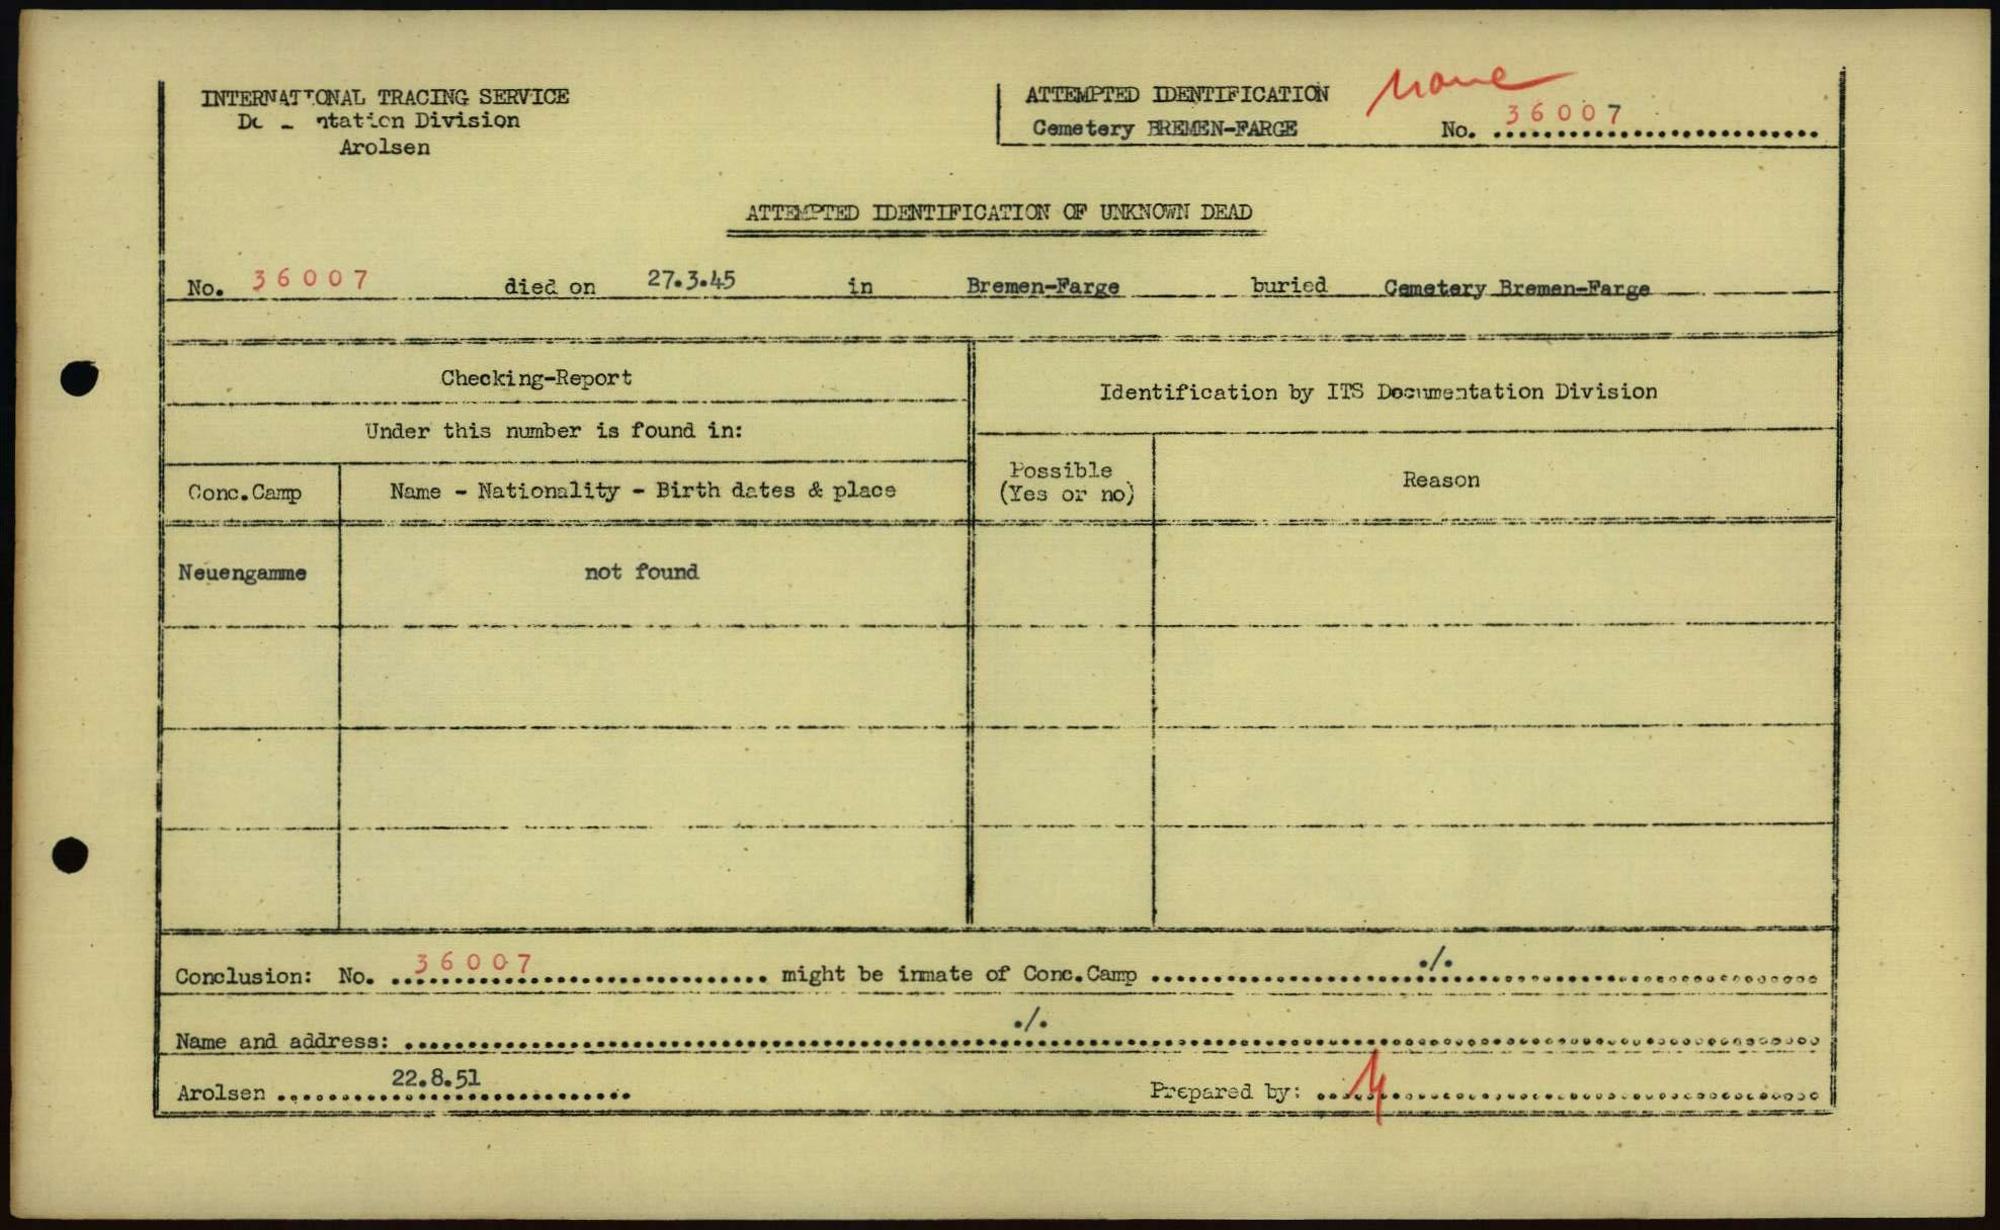 INTERNATIONAL TRACING SERVICE
Documentation Division
Arolsen
ATTEMPTED IDENTIFICATION
none
Cemetery BREMEN-FARGE No. 36007
ATTEMPTED IDENTIFICATION OF UNKNOWN DEAD
No. 36007 died on 27.3.45 in Bremen-Farge buried Cemetery Bremen-Farge
Checking-Report
Identification by ITS Documentation Division
Under this number is found in:
Conc.Camp
Name - Nationality - Birth dates & place
Possible
(Yes or no)
Reason
Neuengamme
not found
Conclusion: No. 36007 might be inmate of Conc.Camp ./.
Name and address: ./.
Arolsen 22.8.51 Prepared by: